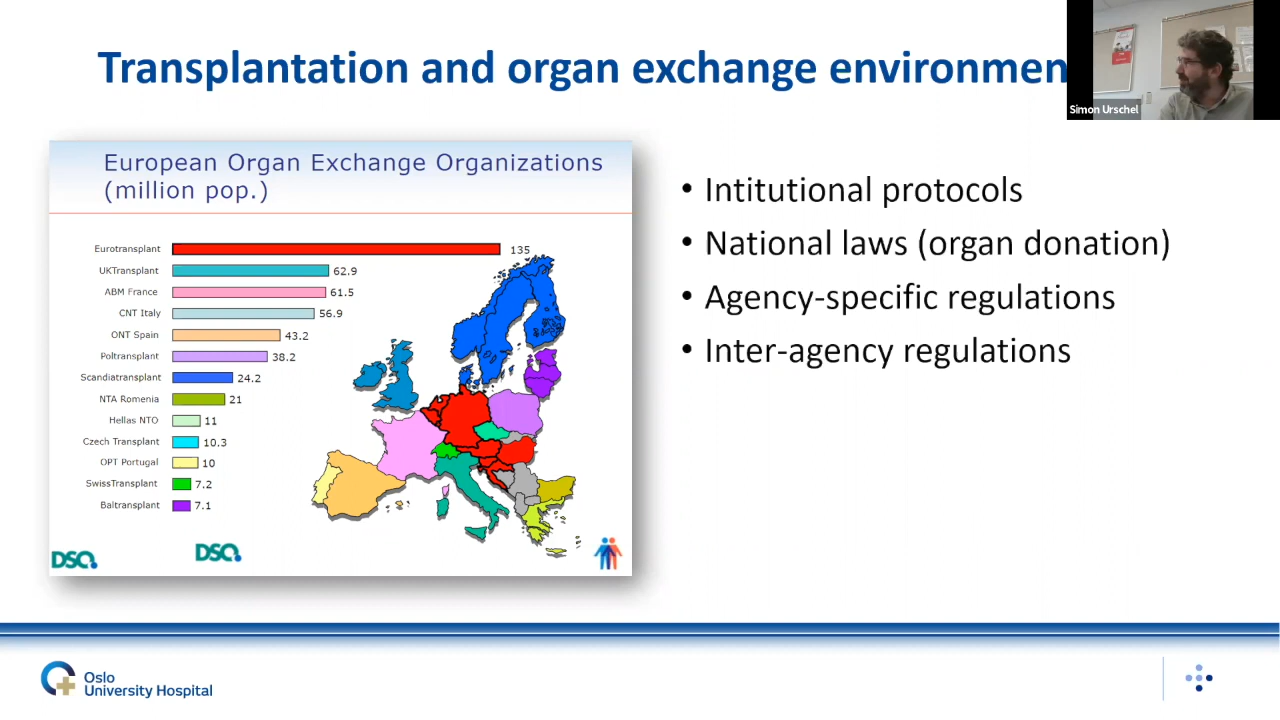 Transplantation and organ exchange environmen
Simon Urschel
European Organ Exchange Organizations
(million pop.)
Eurotransplant 135
UKTransplant 62.9
ABM France 61.5
CNT Italy 56.9
ONT Spain 43.2
Poltransplant 38.2
Scandiatransplant 24.2
NTA Romenia 21
Hellas NTO 11
Czech Transplant 10.3
OPT Portugal 10
SwissTransplant 7.2
Baltransplant 7.1
DSO.
DSO.
• Intitutional protocols
• National laws (organ donation)
• Agency-specific regulations
• Inter-agency regulations
Oslo
University Hospital